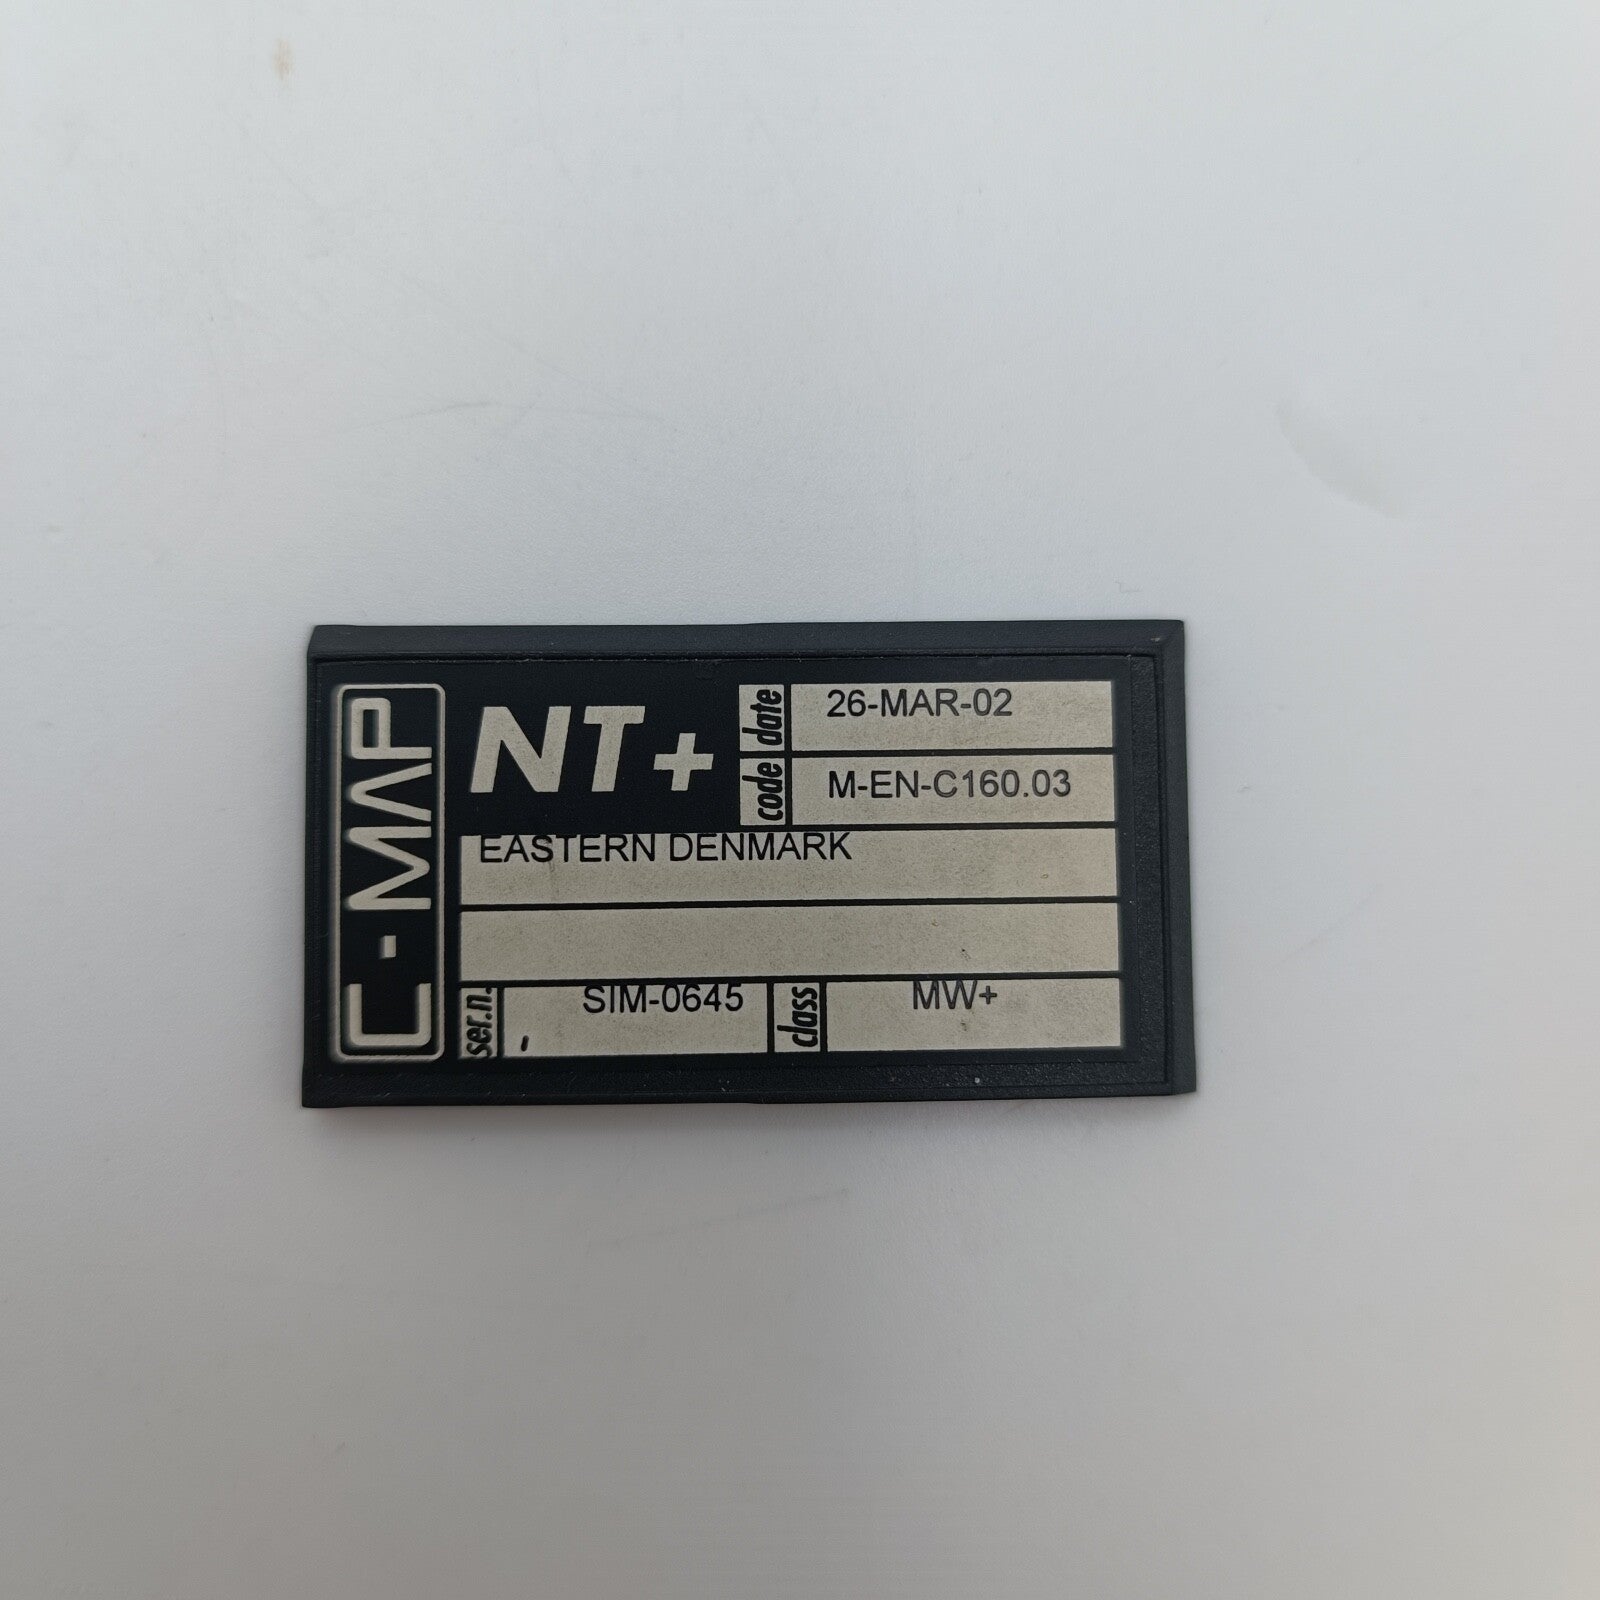 C-MAP
NT+
date 26-MAR-02
code M-EN-C160.03
EASTERN DENMARK
ser.n. - SIM-0645 class MW+